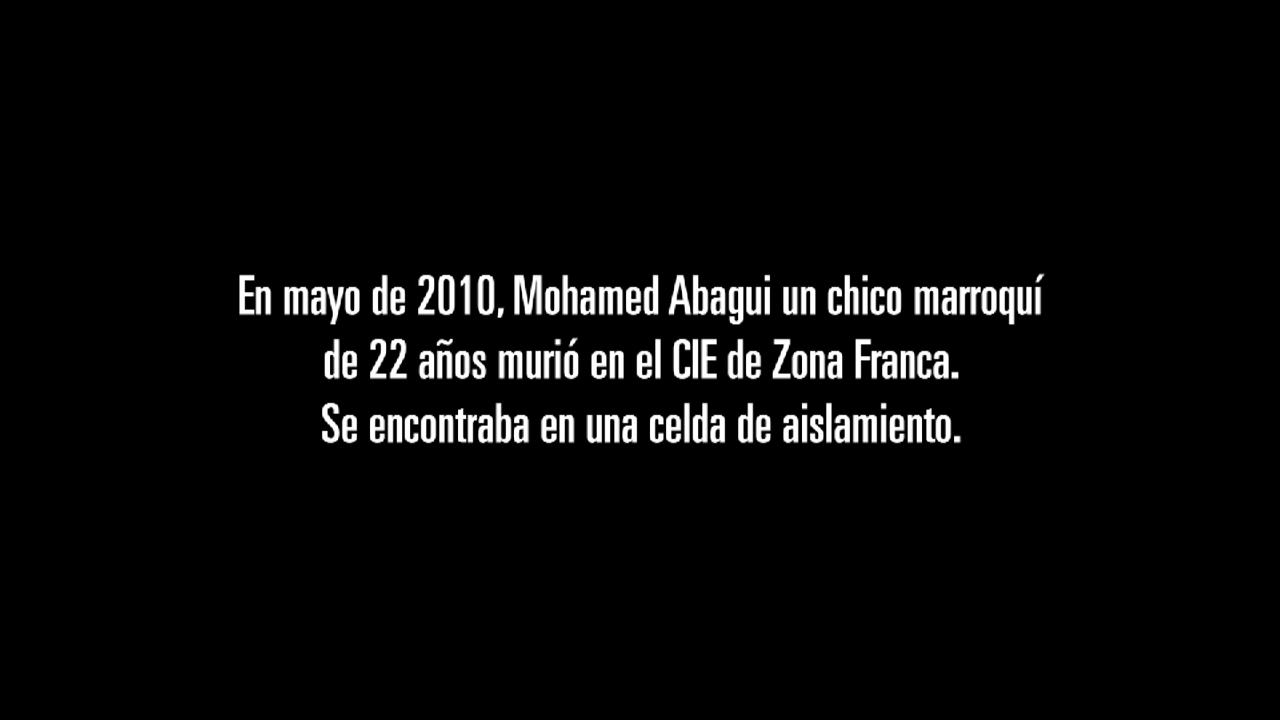 En mayo de 2010, Mohamed Abagui un chico marroquí
de 22 años murió en el CIE de Zona Franca.
Se encontraba en una celda de aislamiento.